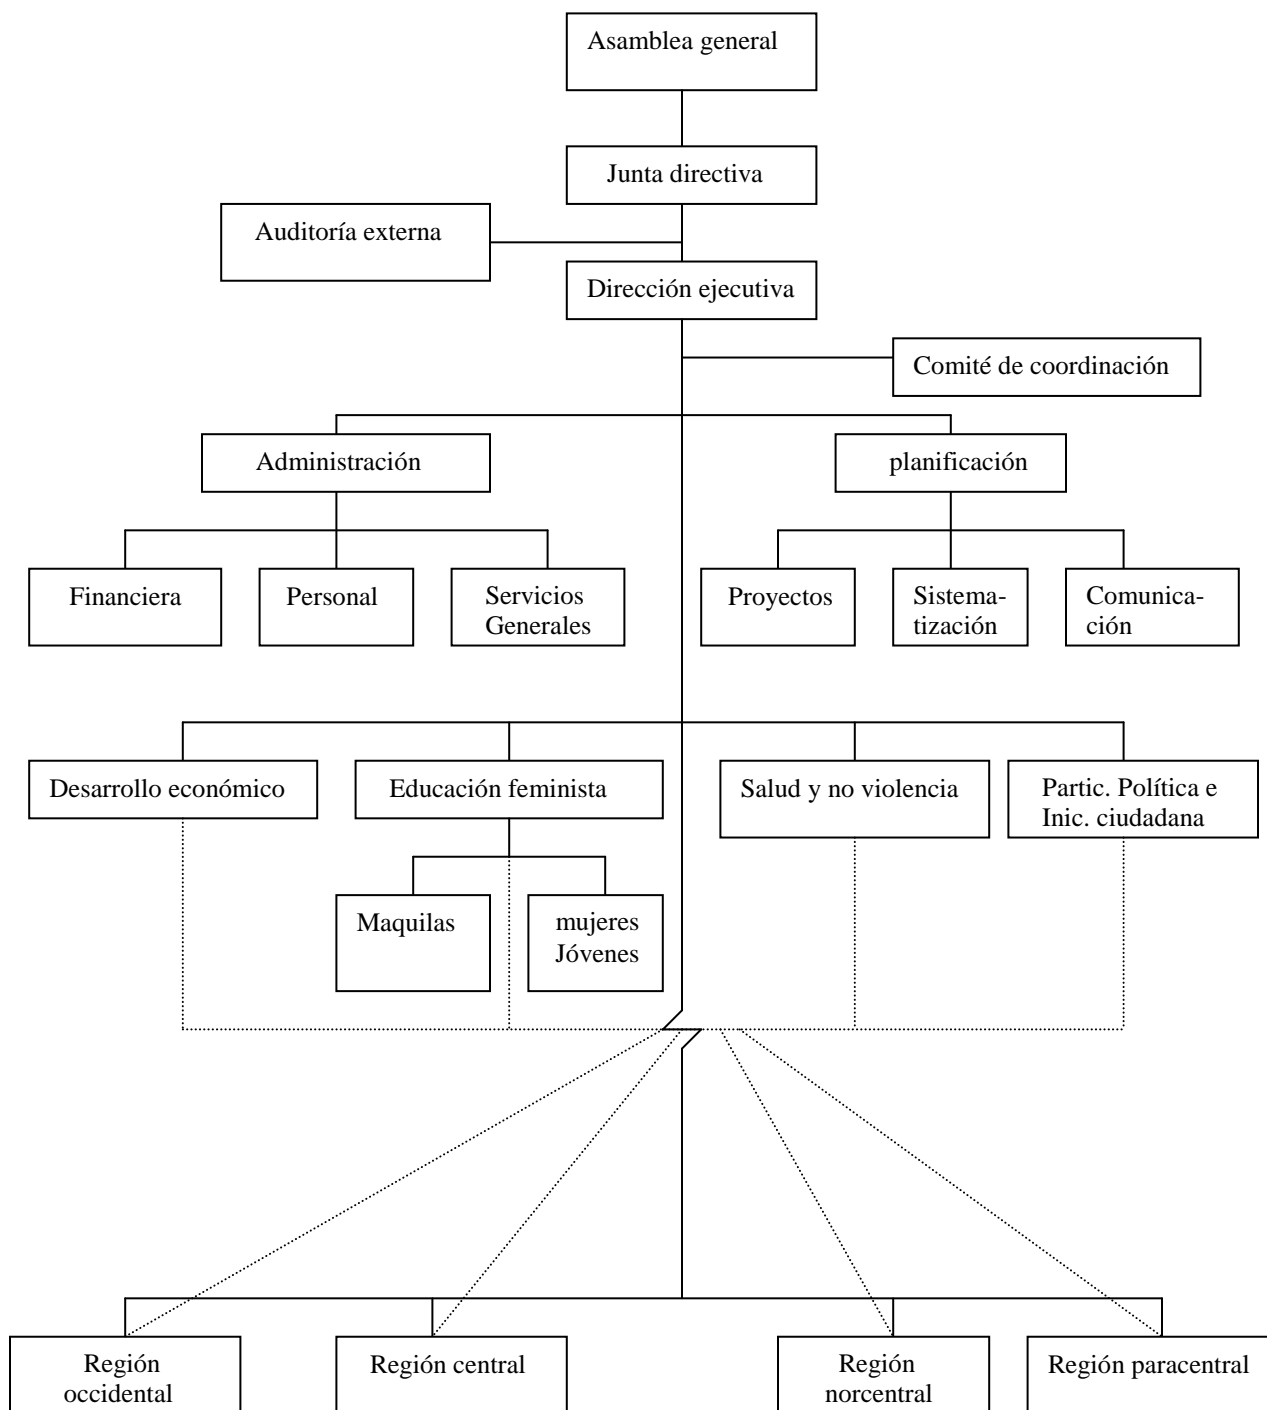 Asamblea general
Junta directiva
Auditoría externa
Dirección ejecutiva
Comité de coordinación
Administración
planificación
Financiera
Personal
Servicios
Generales
Proyectos
Sistema-
tización
Comunica-
ción
Desarrollo económico
Educación feminista
Salud y no violencia
Partic. Política e
Inic. ciudadana
Maquilas
mujeres
Jóvenes
Región
occidental
Región central
Región
norcentral
Región paracentral